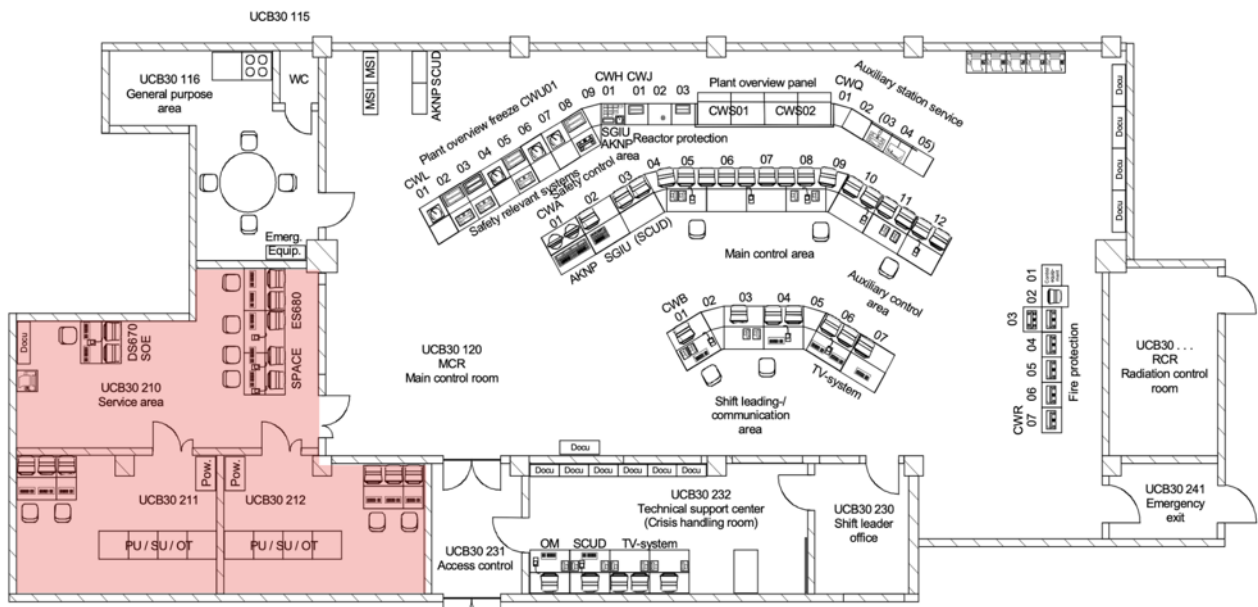 UCB30 115
UCB30 116
General purpose
area
WC
MSI MSI
AKNP SCUD
Emerg.
Equip.
Plant overview freeze CWU01
CWL
01 02 03 04 05 06 07 08 09
Safety relevant systems
Safety control
CWH CWJ
01 01 02 03
SGIU
AKNP
area
Reactor protection
Plant overview panel
CWS01 CWS02
CWQ
01 02 (03 04 05)
Auxiliary station service
Docu
Docu
Docu
Docu
CWA
01 02 03 04 05 06 07 08 09 10 11 12
AKNP SGIU (SCUD)
Main control area
Auxiliary control
area
CWB
01 02 03 04 05 06 07
TV-system
Shift leading-/
communication
area
UCB30 120
MCR
Main control room
01
02
03
04
05
06
07
CWR
Fire protection
UCB30 . . .
RCR
Radiation control
room
UCB30 241
Emergency
exit
Docu
DS670
SOE
ES680
SPACE
UCB30 210
Service area
Pow.
Pow.
UCB30 211
UCB30 212
PU / SU / OT
PU / SU / OT
UCB30 231
Access control
Docu
Docu Docu Docu Docu Docu Docu
UCB30 232
Technical support center
(Crisis handling room)
OM SCUD TV-system
UCB30 230
Shift leader
office